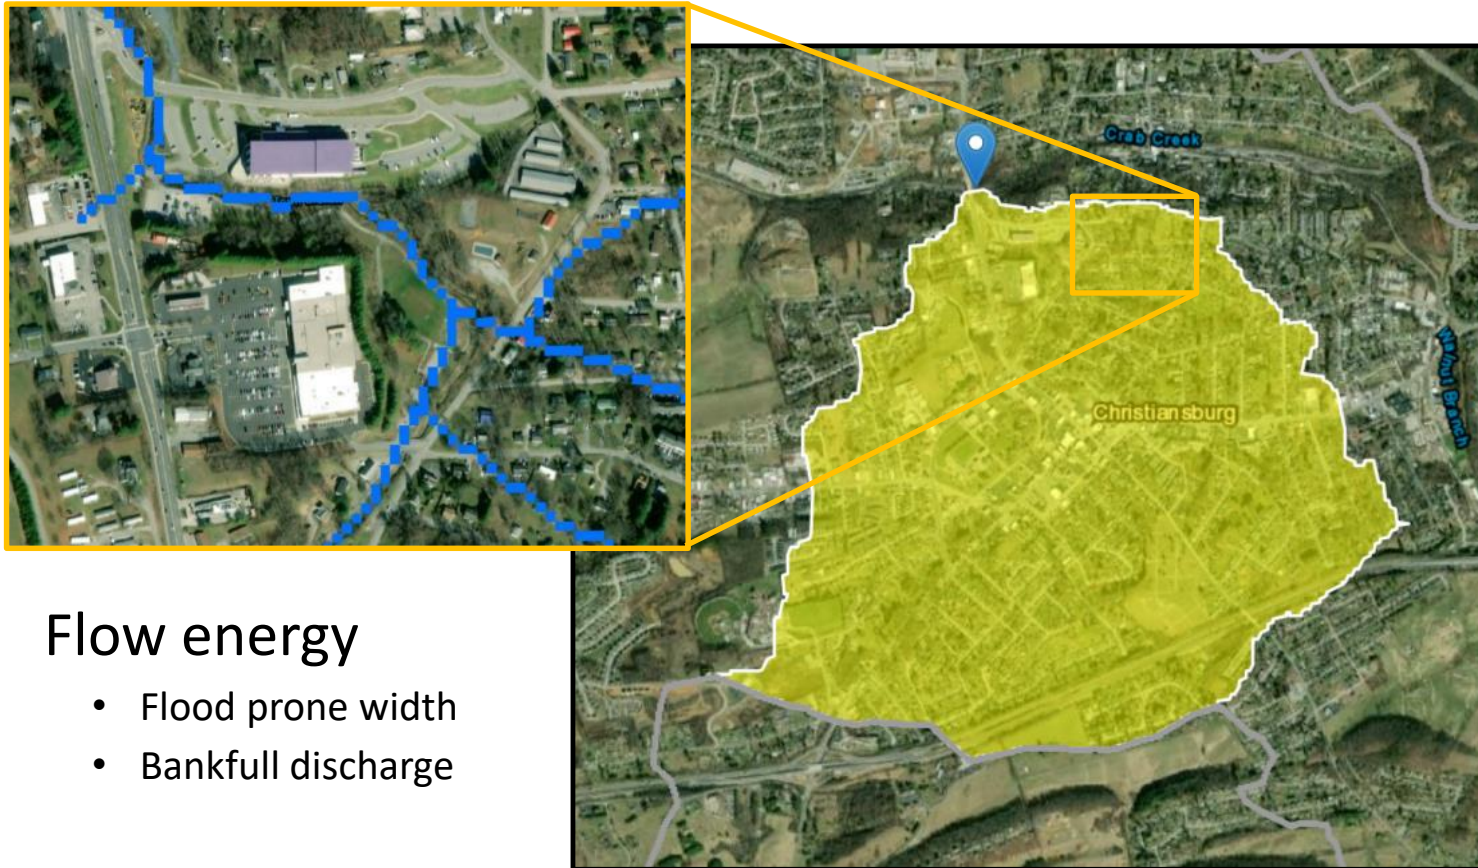 Crab Creek
Walnut Branch
Christiansburg
Flow energy
• Flood prone width
• Bankfull discharge